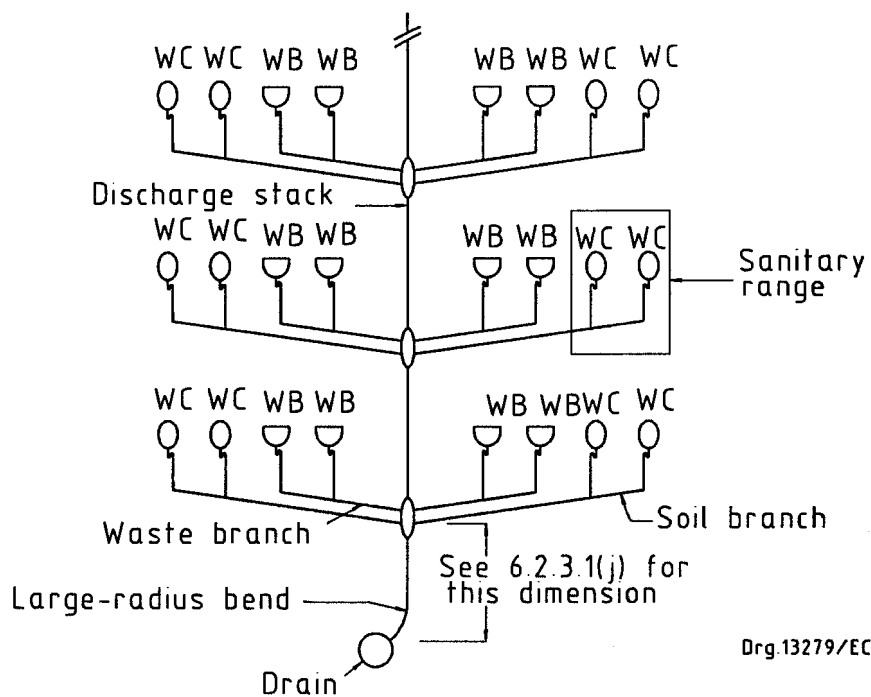 WC WC WB WB WB WB WC WC
Discharge stack
WC WC WB WB WB WB WC WC
Sanitary
range
WC WC WB WB WB WB WC WC
Waste branch
Soil branch
See 6.2.3.1(j) for
this dimension
Large-radius bend
Drain
Drg.13279/EC